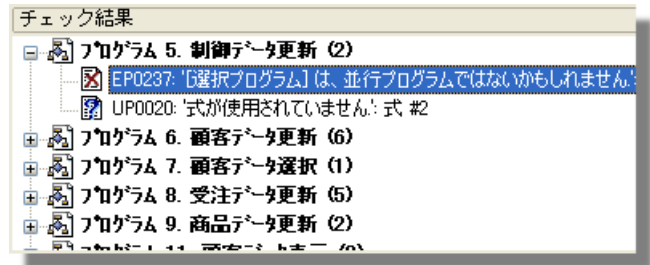 チェック結果
ﾌﾟﾛｸﾞﾗﾑ 5. 制御ﾃﾞｰﾀ更新 (2)
EP0237: '[選択プログラム] は、並行プログラムではないかもしれません.':
UP0020: '式が使用されていません.': 式 #2
ﾌﾟﾛｸﾞﾗﾑ 6. 顧客ﾃﾞｰﾀ更新 (6)
ﾌﾟﾛｸﾞﾗﾑ 7. 顧客ﾃﾞｰﾀ選択 (1)
ﾌﾟﾛｸﾞﾗﾑ 8. 受注ﾃﾞｰﾀ更新 (5)
ﾌﾟﾛｸﾞﾗﾑ 9. 商品ﾃﾞｰﾀ更新 (2)